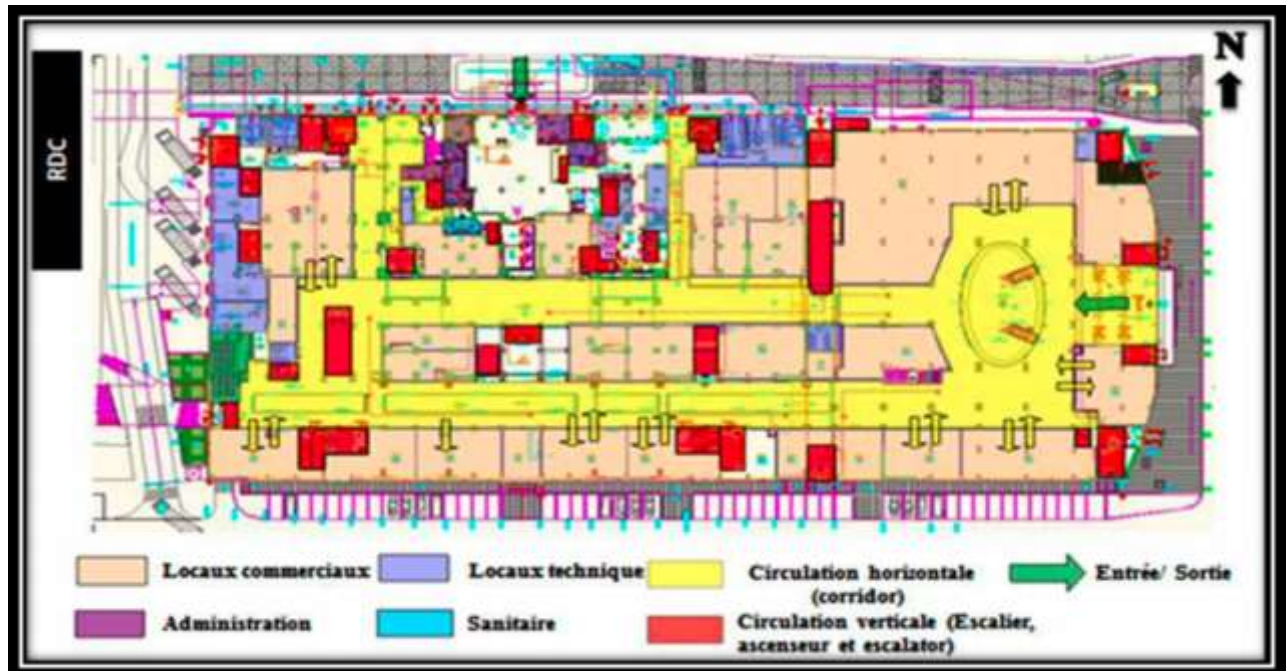 RDC
N
Locaux commerciaux
Locaux technique
Circulation horizontale
(corridor)
Entrée/ Sortie
Administration
Sanitaire
Circulation verticale (Escalier,
ascenseur et escalator)